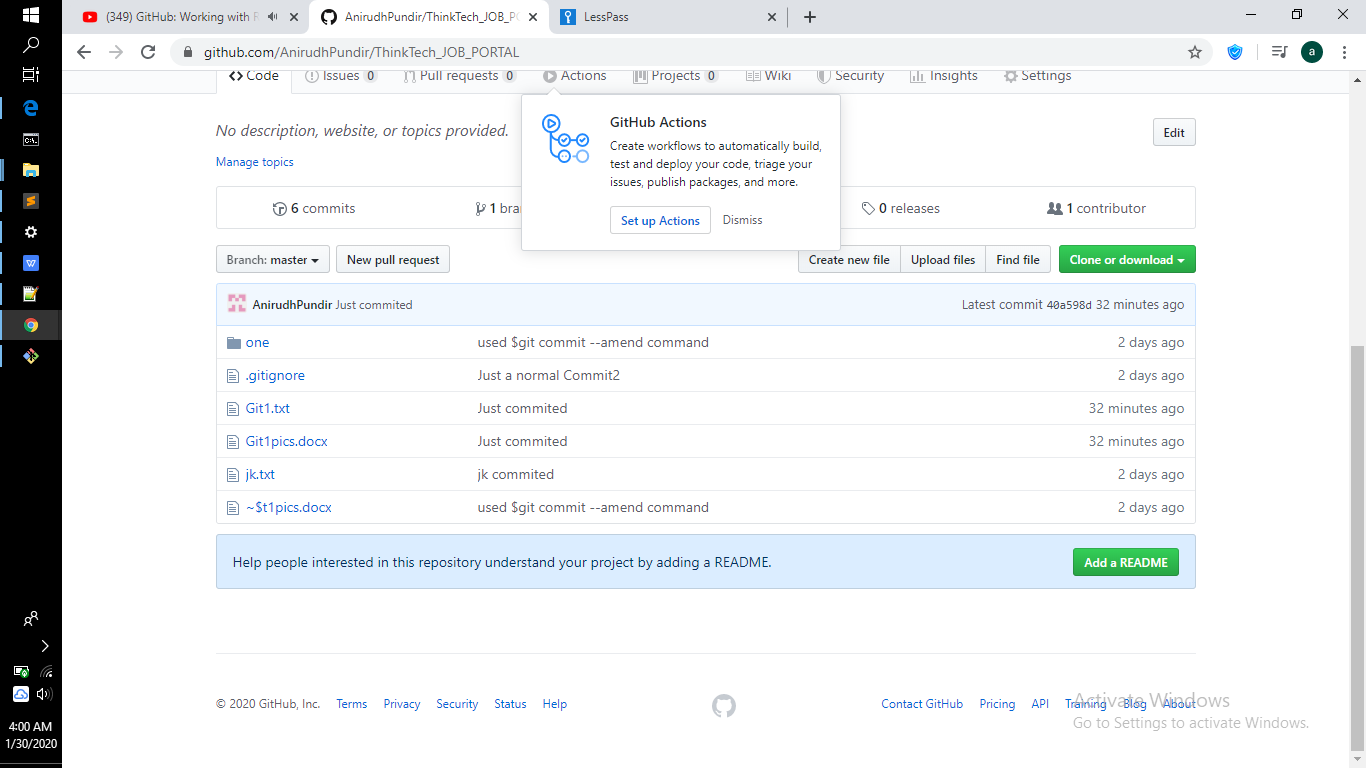 (349) GitHub: Working with
AnirudhPundir/ThinkTech_JOB_P
LessPass
github.com/AnirudhPundir/ThinkTech_JOB_PORTAL
a
Code
Issues 0
Pull requests 0
Actions
Projects 0
Wiki
Security
Insights
Settings
No description, website, or topics provided.
Edit
Manage topics
GitHub Actions
Create workflows to automatically build,
test and deploy your code, triage your
issues, publish packages, and more.
Set up Actions
Dismiss
6 commits
1 bra
0 releases
1 contributor
Branch: master
New pull request
Create new file
Upload files
Find file
Clone or download
AnirudhPundir Just commited
Latest commit 40a598d 32 minutes ago
one
used $git commit --amend command
2 days ago
.gitignore
Just a normal Commit2
2 days ago
Git1.txt
Just commited
32 minutes ago
Git1pics.docx
Just commited
32 minutes ago
jk.txt
jk commited
2 days ago
~$t1pics.docx
used $git commit --amend command
2 days ago
Help people interested in this repository understand your project by adding a README.
Add a README
© 2020 GitHub, Inc.
Terms
Privacy
Security
Status
Help
Contact GitHub
Pricing
API
Training
Blog
About
Activate Windows
Go to Settings to activate Windows.
4:00 AM
1/30/2020